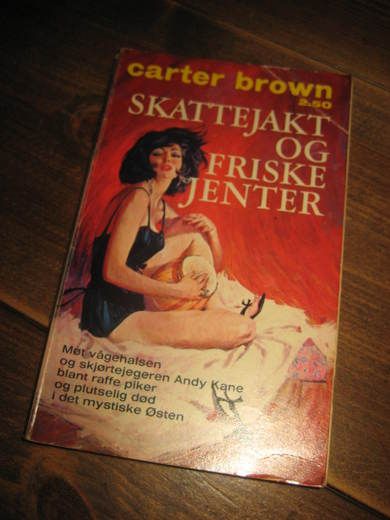 carter brown
2.50
SKATTEJAKT
OG
FRISKE
JENTER
Møt vågehalsen
og skjørtejegeren Andy Kane
blant raffe piker
og plutselig død
i det mystiske Østen